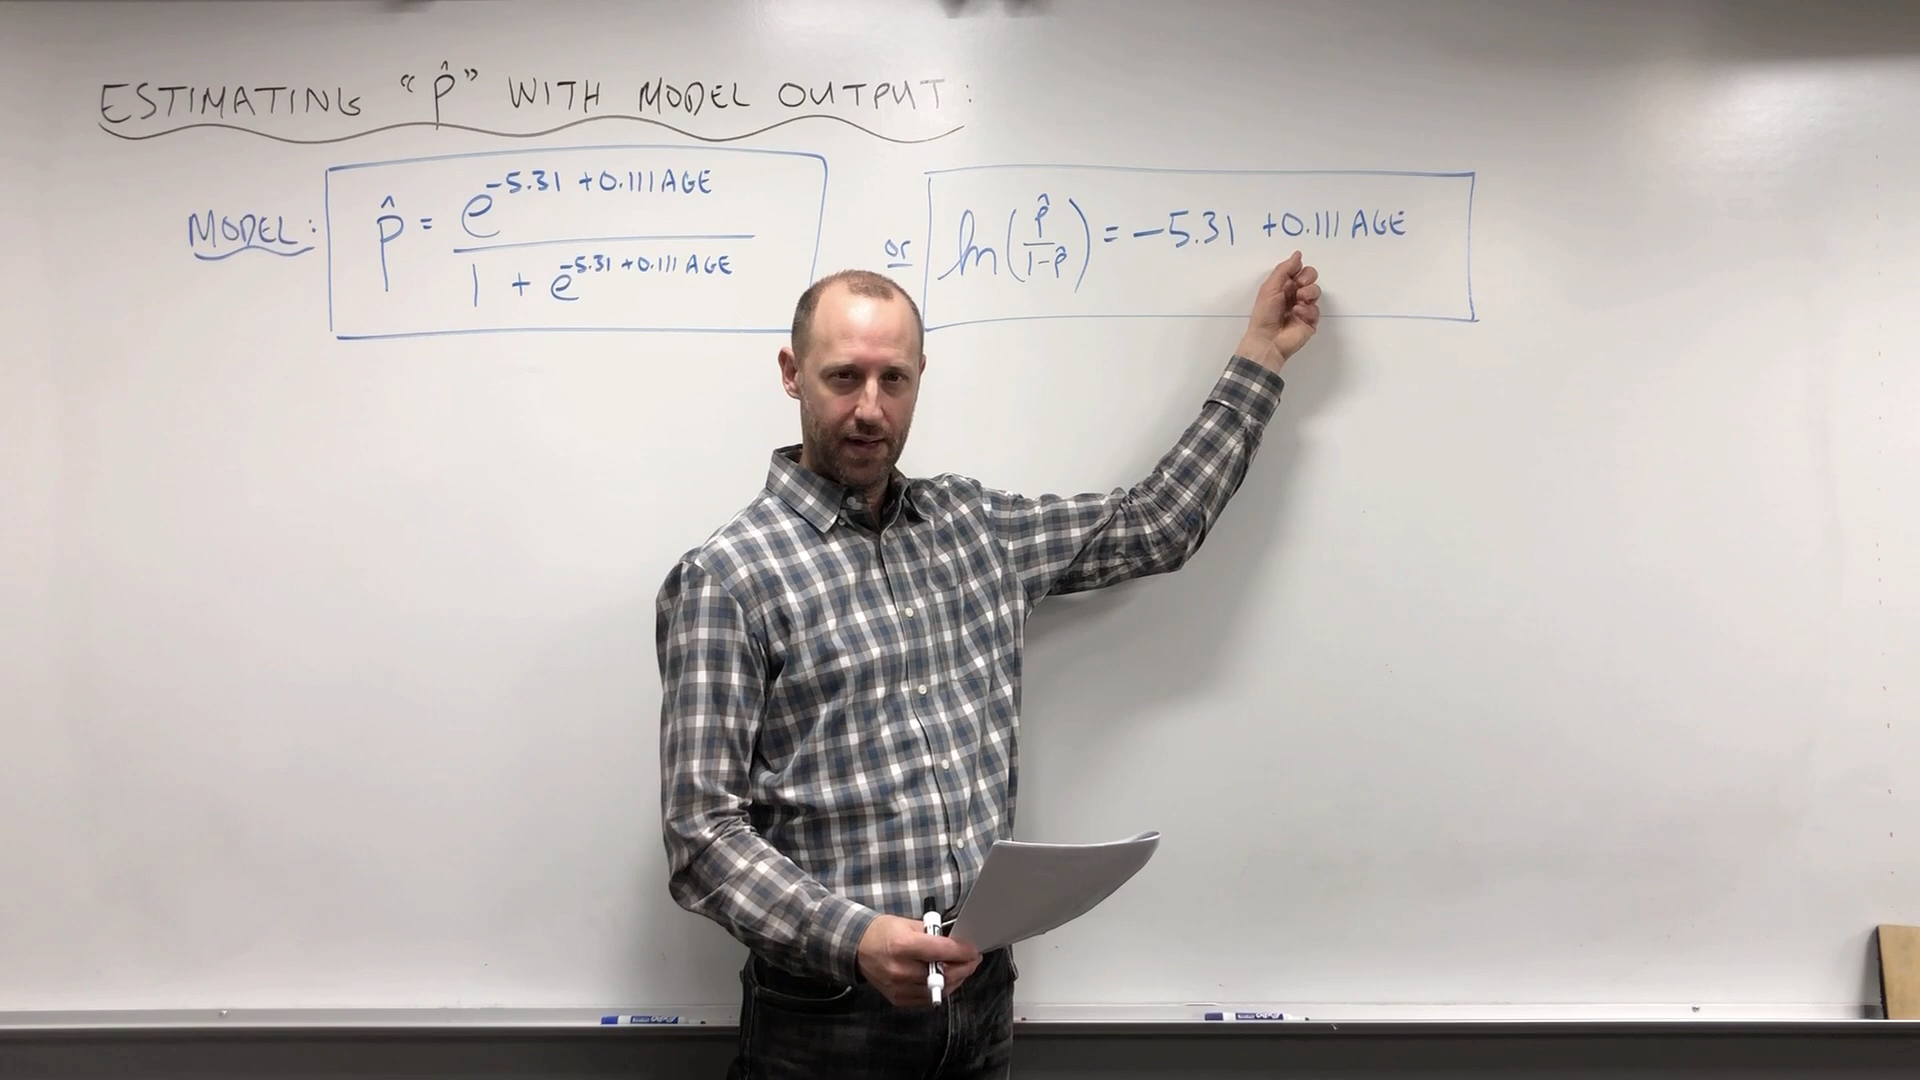 ESTIMATING "p̂" WITH MODEL OUTPUT:
MODEL: p̂ = e^(-5.31 +0.111 AGE) / (1 + e^(-5.31 +0.111 AGE)) or ln(p̂/(1-p̂)) = -5.31 +0.111 AGE